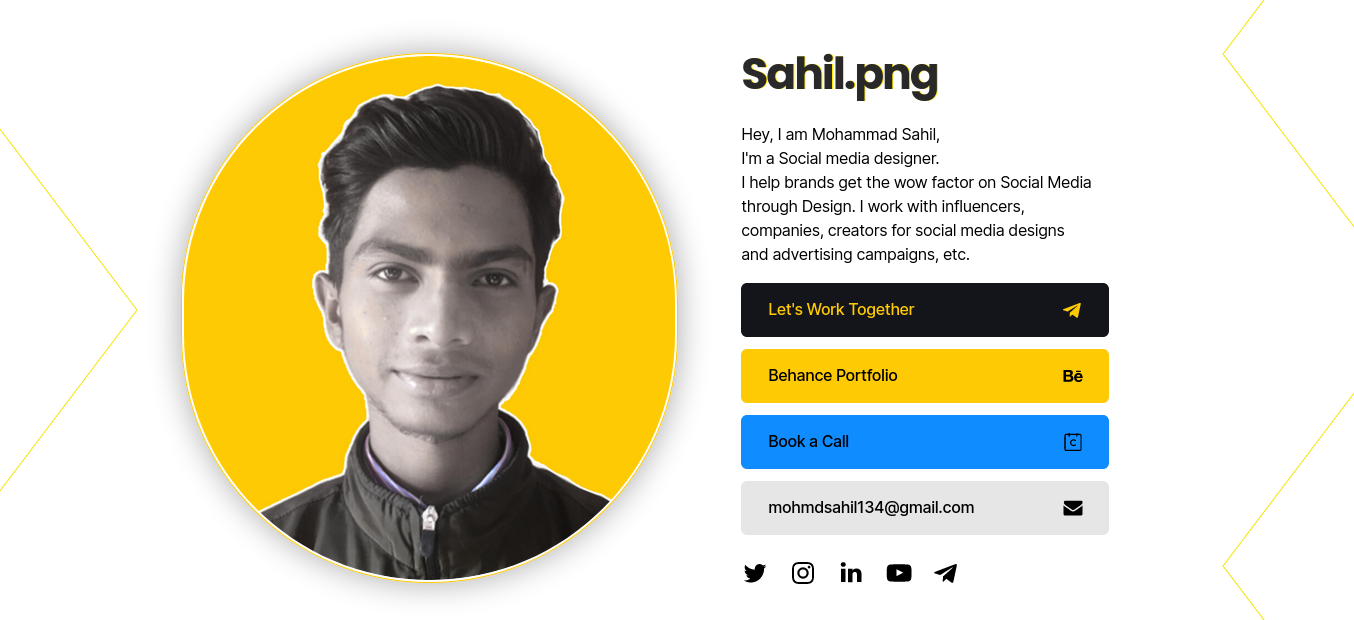 Sahil.png
Hey, I am Mohammad Sahil,
I'm a Social media designer.
I help brands get the wow factor on Social Media
through Design. I work with influencers,
companies, creators for social media designs
and advertising campaigns, etc.
Let's Work Together
Behance Portfolio
Bē
Book a Call
C
mohmdsahil134@gmail.com
in